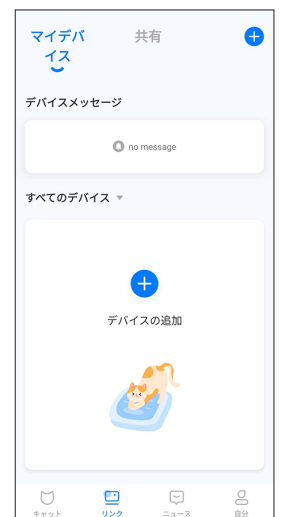 マイデバ
イス
共有
デバイスメッセージ
no message
すべてのデバイス
デバイスの追加
キャット
リンク
ニュース
自分